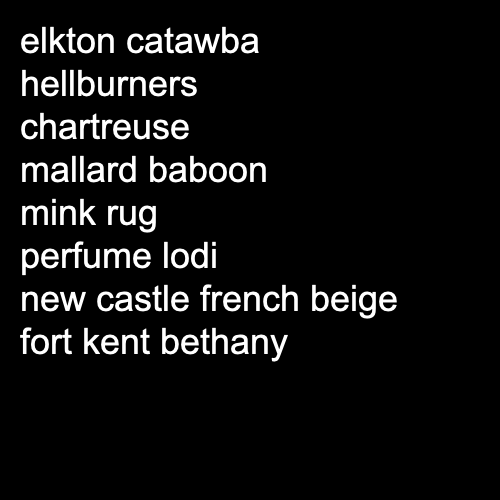 elkton catawba
hellburners
chartreuse
mallard baboon
mink rug
perfume lodi
new castle french beige
fort kent bethany